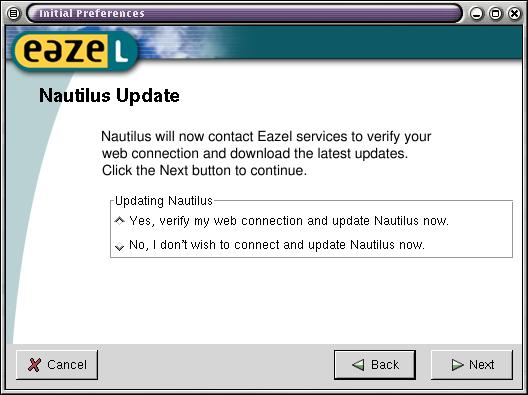 Initial Preferences
eazel
Nautilus Update
Nautilus will now contact Eazel services to verify your
web connection and download the latest updates.
Click the Next button to continue.
Updating Nautilus
Yes, verify my web connection and update Nautilus now.
No, I don't wish to connect and update Nautilus now.
Cancel
Back
Next